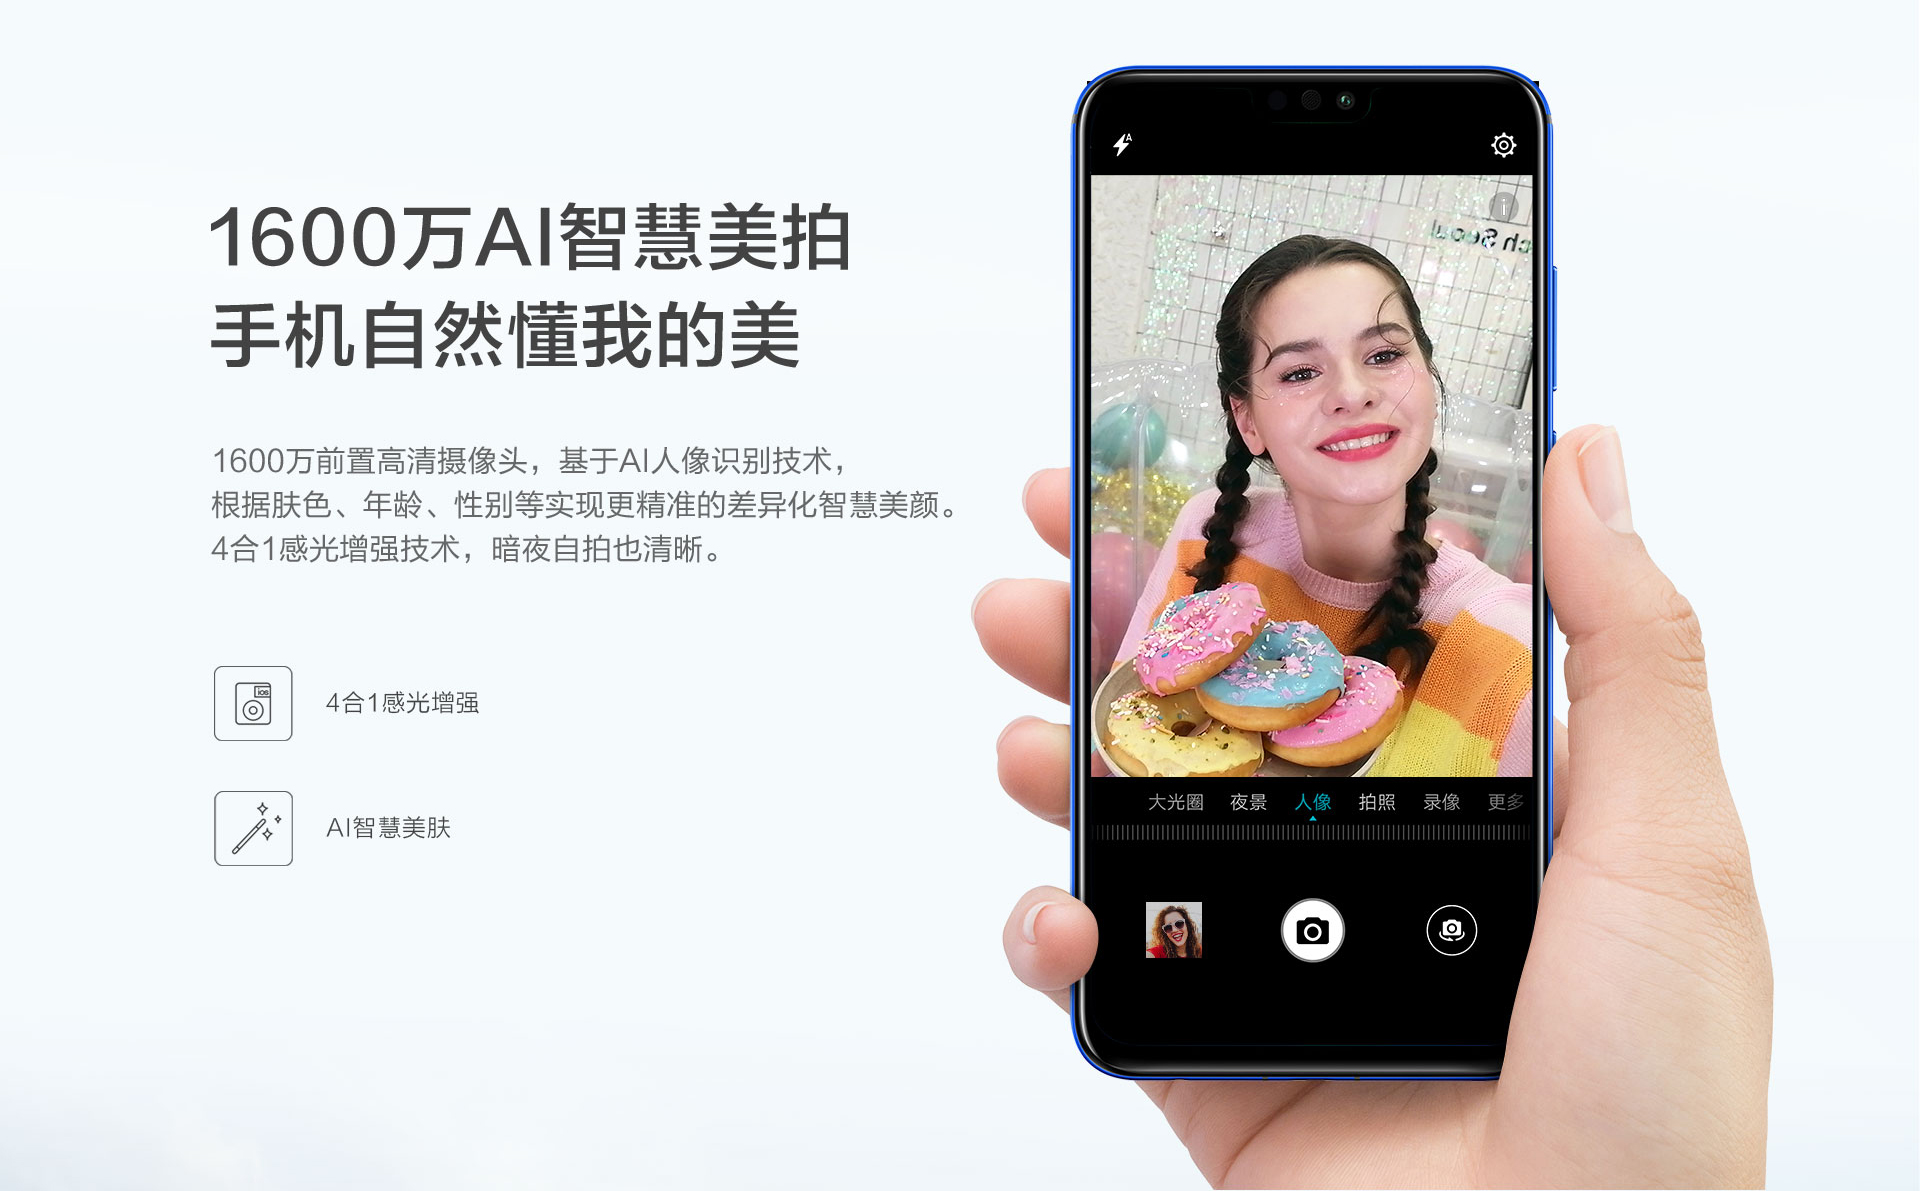 1600万AI智慧美拍
手机自然懂我的美
1600万前置高清摄像头，基于AI人像识别技术，
根据肤色、年龄、性别等实现更精准的差异化智慧美颜。
4合1感光增强技术，暗夜自拍也清晰。
4合1感光增强
AI智慧美肤
A
i
ch Seoul
大光圈 夜景 人像 拍照 录像 更多